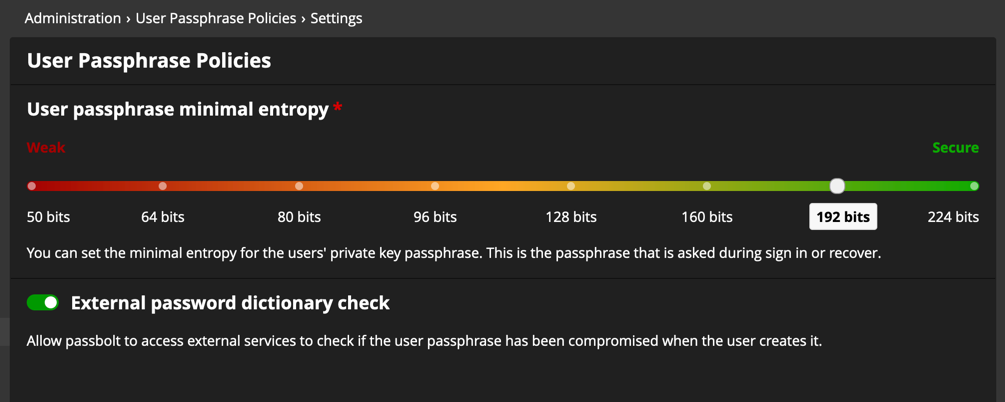 Administration › User Passphrase Policies › Settings
User Passphrase Policies
User passphrase minimal entropy *
Weak Secure
50 bits 64 bits 80 bits 96 bits 128 bits 160 bits 192 bits 224 bits
You can set the minimal entropy for the users' private key passphrase. This is the passphrase that is asked during sign in or recover.
External password dictionary check
Allow passbolt to access external services to check if the user passphrase has been compromised when the user creates it.